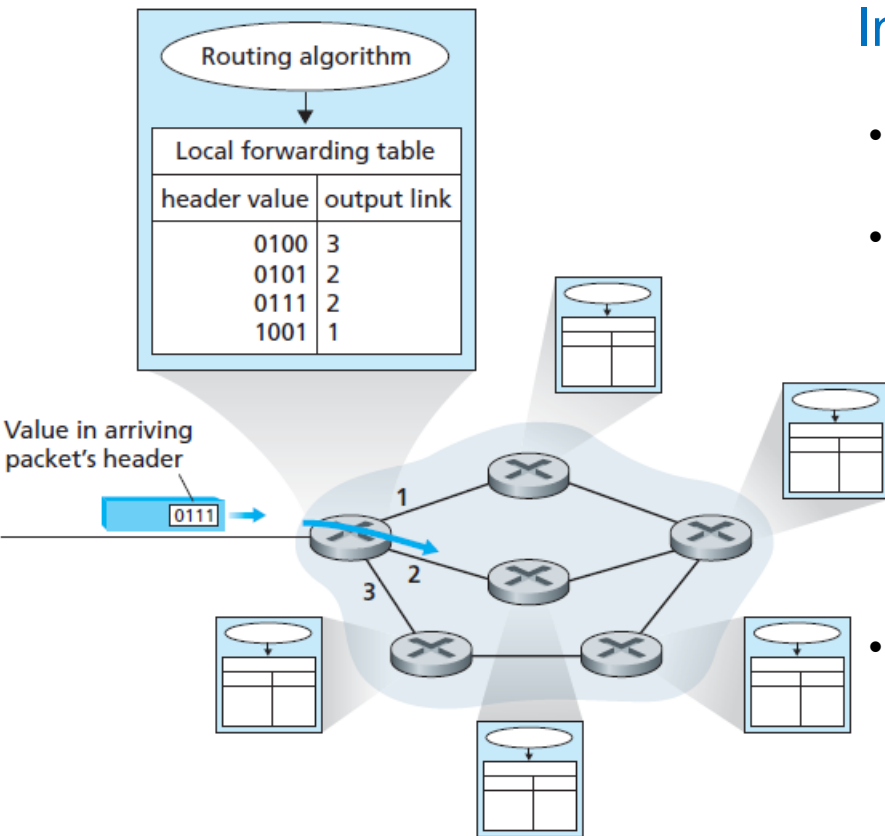 In
Routing algorithm
Local forwarding table
header value output link
0100 3
0101 2
0111 2
1001 1
Value in arriving
packet's header
0111
1
2
3
•
•
•